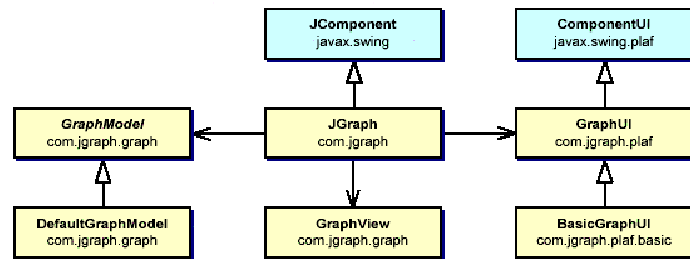 JComponent
javax.swing
ComponentUI
javax.swing.plaf
GraphModel
com.jgraph.graph
JGraph
com.jgraph
GraphUI
com.jgraph.plaf
DefaultGraphModel
com.jgraph.graph
GraphView
com.jgraph.graph
BasicGraphUI
com.jgraph.plaf.basic